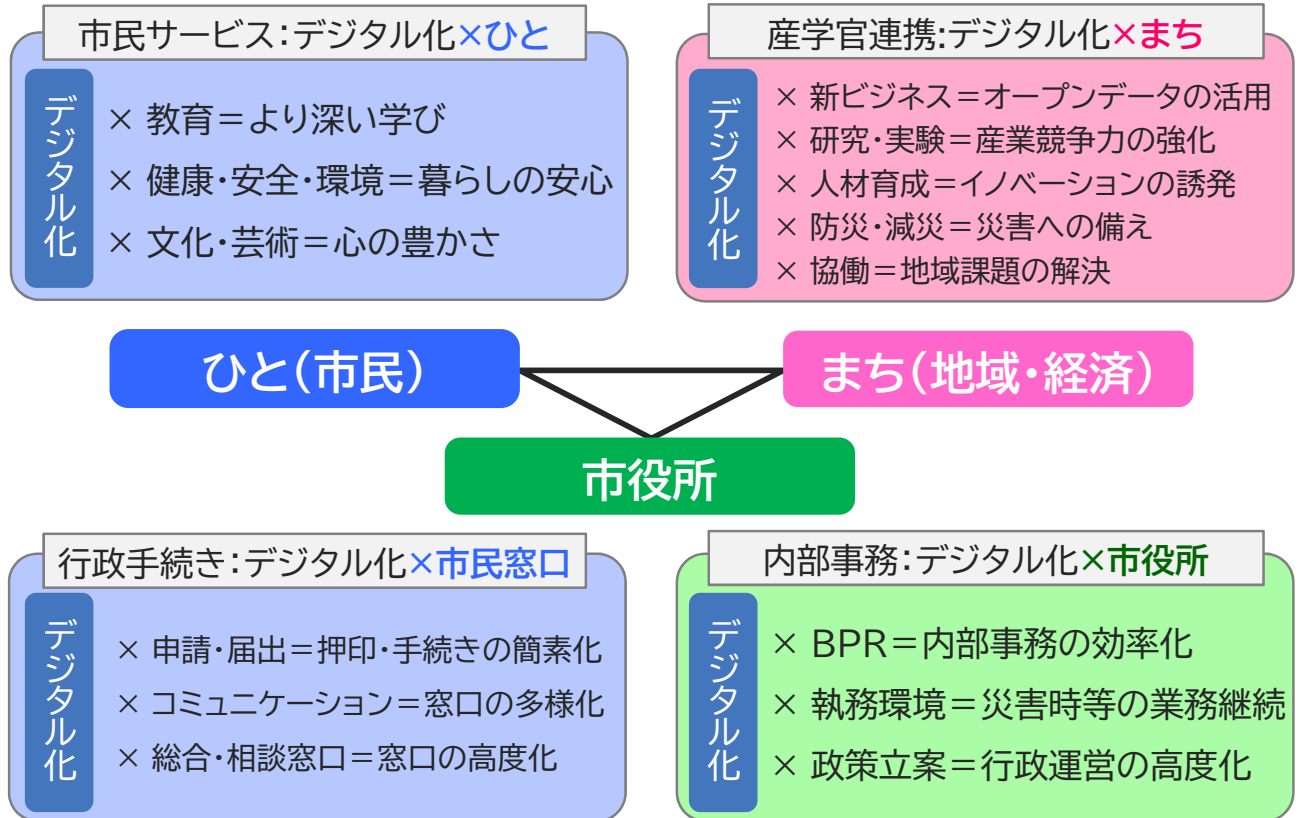 市民サービス：デジタル化×ひと
デジタル化
× 教育＝より深い学び
× 健康・安全・環境＝暮らしの安心
× 文化・芸術＝心の豊かさ
産学官連携:デジタル化×まち
デジタル化
× 新ビジネス＝オープンデータの活用
× 研究・実験＝産業競争力の強化
× 人材育成＝イノベーションの誘発
× 防災・減災＝災害への備え
× 協働＝地域課題の解決
ひと(市民)
まち(地域・経済)
市役所
行政手続き：デジタル化×市民窓口
デジタル化
× 申請・届出＝押印・手続きの簡素化
× コミュニケーション＝窓口の多様化
× 総合・相談窓口＝窓口の高度化
内部事務：デジタル化×市役所
デジタル化
× BPR＝内部事務の効率化
× 執務環境＝災害時等の業務継続
× 政策立案＝行政運営の高度化